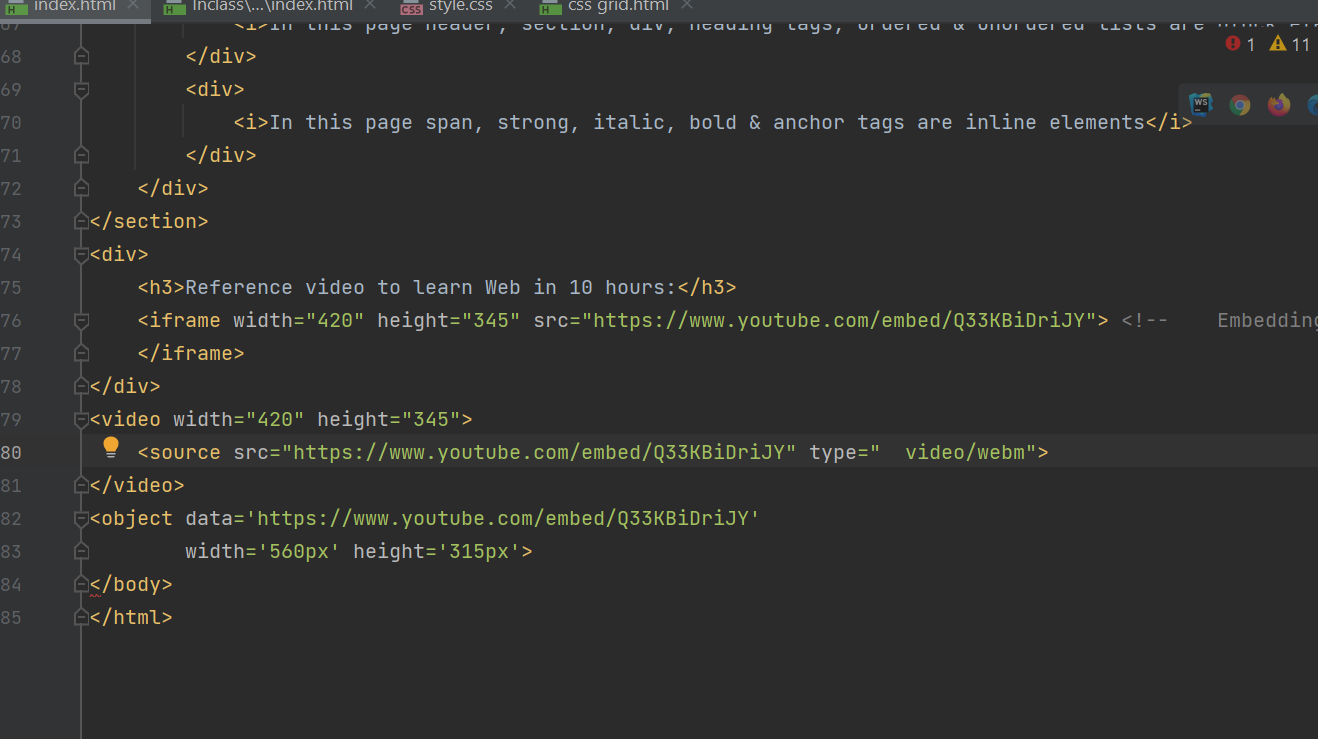 index.html Inclass\...\index.html style.css css grid.html
67 <i>In this page header, section, div, heading tags, ordered & unordered lists are
1 11
68 </div>
69 <div>
70 <i>In this page span, strong, italic, bold & anchor tags are inline elements</i>
71 </div>
72 </div>
73 </section>
74 <div>
75 <h3>Reference video to learn Web in 10 hours:</h3>
76 <iframe width="420" height="345" src="https://www.youtube.com/embed/Q33KBiDriJY"> <!-- Embedding
77 </iframe>
78 </div>
79 <video width="420" height="345">
80 <source src="https://www.youtube.com/embed/Q33KBiDriJY" type="  video/webm">
81 </video>
82 <object data='https://www.youtube.com/embed/Q33KBiDriJY'
83 width='560px' height='315px'>
84 </body>
85 </html>